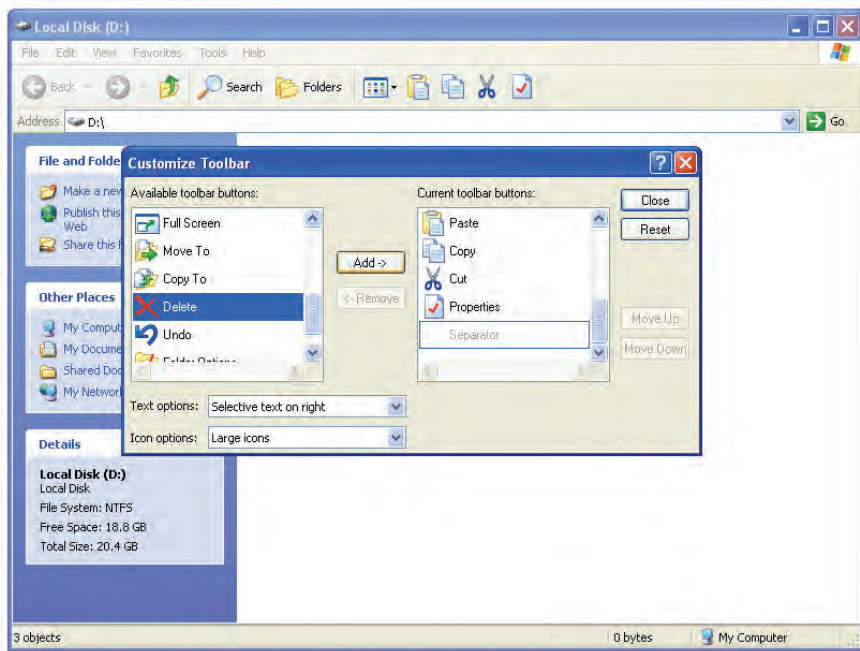 Local Disk (D:)
File Edit View Favorites Tools Help
Back Search Folders
Address D:\ Go
File and Folde
Make a new
Publish this
Web
Share this f
Other Places
My Comput
My Docume
Shared Doc
My Networ
Details
Local Disk (D:)
Local Disk
File System: NTFS
Free Space: 18.8 GB
Total Size: 20.4 GB
Customize Toolbar
Available toolbar buttons:
Full Screen
Move To
Copy To
Delete
Undo
Folder Options
Add ->
<- Remove
Current toolbar buttons:
Paste
Copy
Cut
Properties
Separator
Close
Reset
Move Up
Move Down
Text options: Selective text on right
Icon options: Large icons
3 objects 0 bytes My Computer